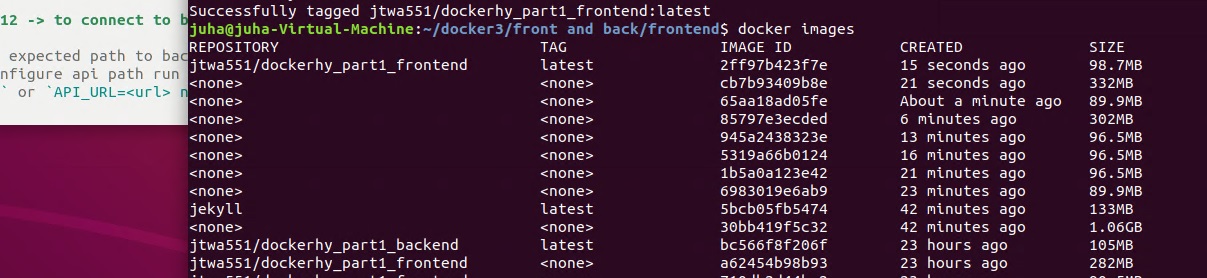 Successfully tagged jtwa551/dockerhy_part1_frontend:latest
12 -> to connect to b
juha@juha-Virtual-Machine:~/docker3/front and back/frontend$ docker images
REPOSITORY TAG IMAGE ID CREATED SIZE
expected path to bac
jtwa551/dockerhy_part1_frontend latest 2ff97b423f7e 15 seconds ago 98.7MB
nfigure api path run
<none> <none> cb7b93409b8e 21 seconds ago 332MB
` or `API_URL=<url> n
<none> <none> 65aa18ad05fe About a minute ago 89.9MB
<none> <none> 85797e3ecded 6 minutes ago 302MB
<none> <none> 945a2438323e 13 minutes ago 96.5MB
<none> <none> 5319a66b0124 16 minutes ago 96.5MB
<none> <none> 1b5a0a123e42 21 minutes ago 96.5MB
<none> <none> 6983019e6ab9 23 minutes ago 89.9MB
jekyll latest 5bcb05fb5474 42 minutes ago 133MB
<none> <none> 30bb419f5c32 42 minutes ago 1.06GB
jtwa551/dockerhy_part1_backend latest bc566f8f206f 23 hours ago 105MB
jtwa551/dockerhy_part1_frontend <none> a62454b98b93 23 hours ago 282MB